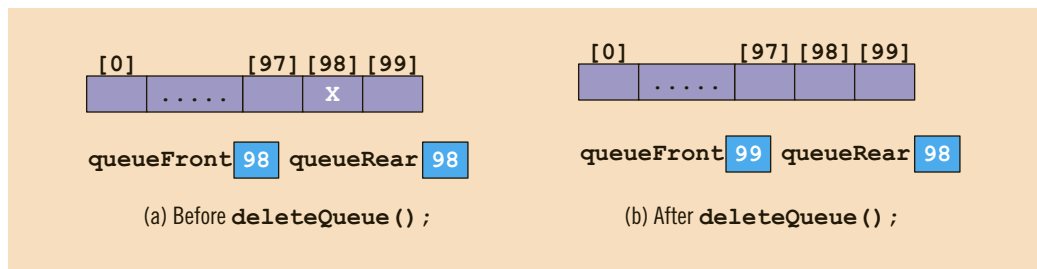 [0] [97] [98] [99]
..... X
queueFront 98 queueRear 98
(a) Before deleteQueue();
[0] [97] [98] [99]
.....
queueFront 99 queueRear 98
(b) After deleteQueue();